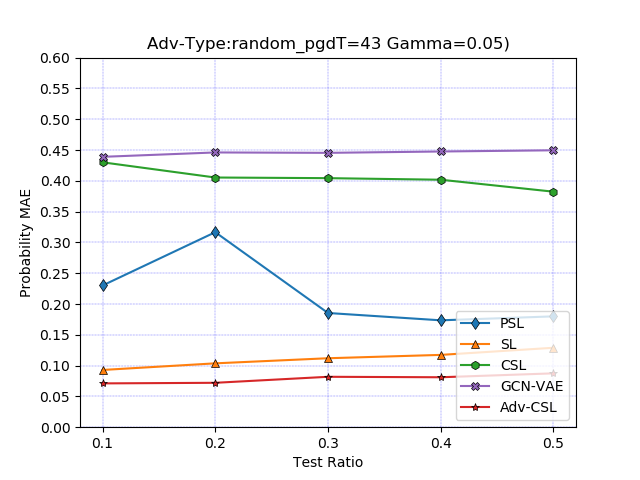 Adv-Type:random_pgdT=43 Gamma=0.05)
0.60
0.55
0.50
0.45
0.40
0.35
0.30
0.25
0.20
0.15
0.10
0.05
0.00
Probability MAE
PSL
SL
CSL
GCN-VAE
Adv-CSL
0.1 0.2 0.3 0.4 0.5
Test Ratio